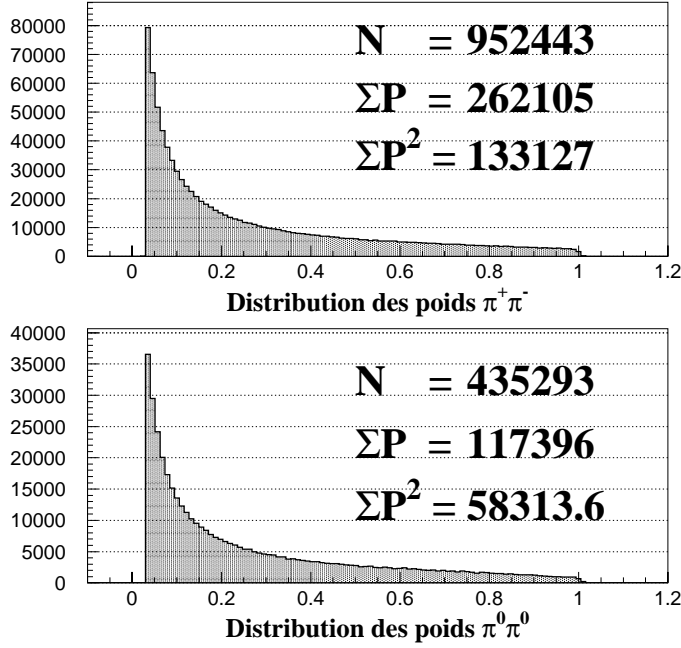 80000
70000
60000
50000
40000
30000
20000
10000
0
N = 952443
ΣP = 262105
ΣP² = 133127
0 0.2 0.4 0.6 0.8 1 1.2
Distribution des poids π⁺π⁻
40000
35000
30000
25000
20000
15000
10000
5000
0
N = 435293
ΣP = 117396
ΣP² = 58313.6
0 0.2 0.4 0.6 0.8 1 1.2
Distribution des poids π⁰π⁰